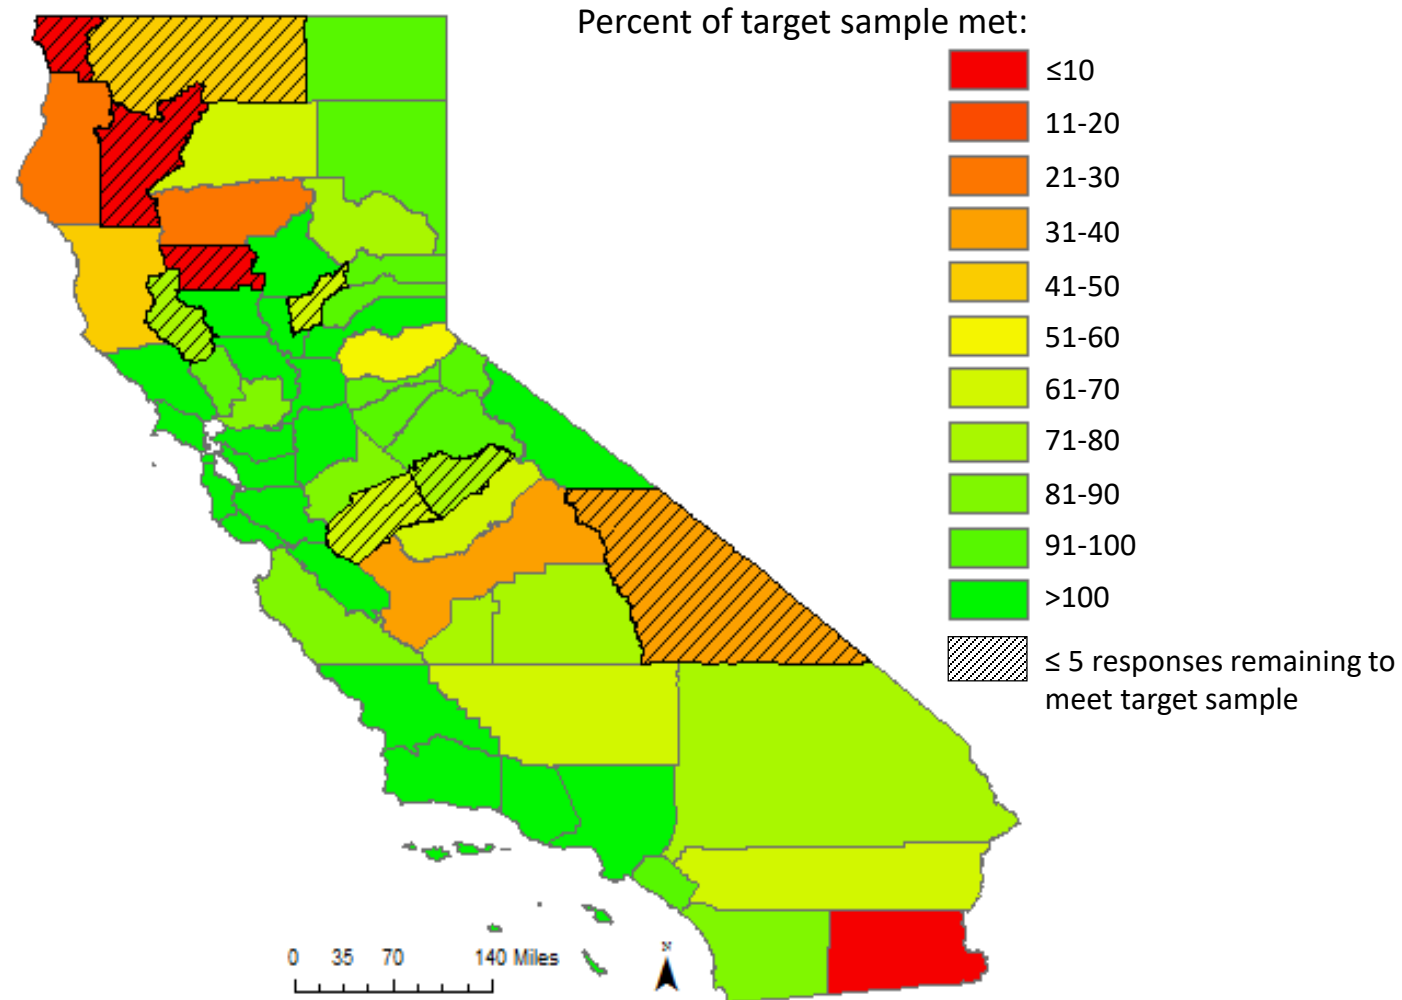 Percent of target sample met:
≤10
11-20
21-30
31-40
41-50
51-60
61-70
71-80
81-90
91-100
>100
≤ 5 responses remaining to
meet target sample
0 35 70 140 Miles
N